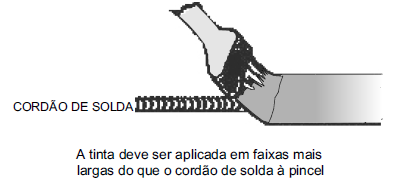 CORDÃO DE SOLDA
A tinta deve ser aplicada em faixas mais
largas do que o cordão de solda à pincel